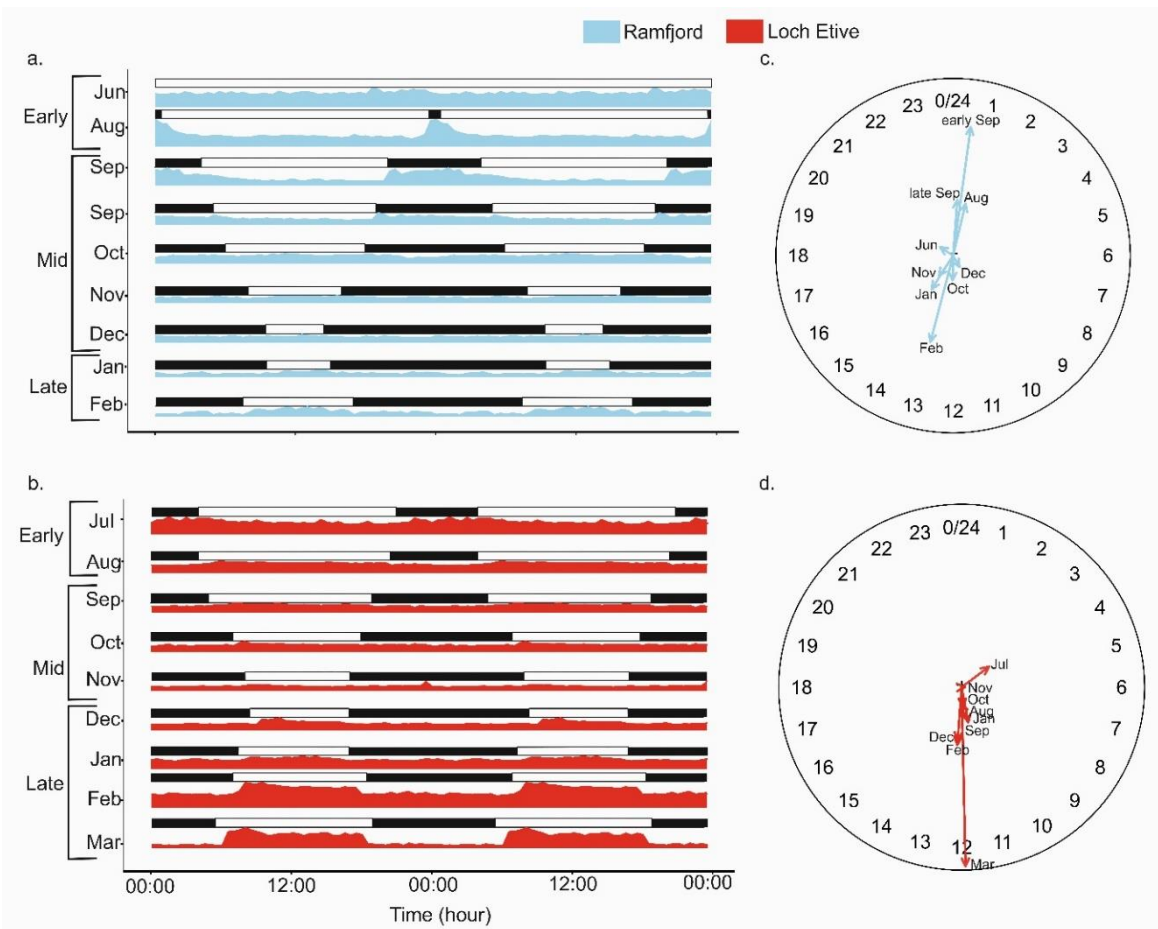 Ramfjord
Loch Etive
a.
Early
Jun
Aug
Mid
Sep
Sep
Oct
Nov
Dec
Late
Jan
Feb
c.
0/24
1
2
3
4
5
6
7
8
9
10
11
12
13
14
15
16
17
18
19
20
21
22
23
early Sep
late Sep
Aug
Jun
Nov
Dec
Jan
Oct
Feb
b.
Early
Jul
Aug
Mid
Sep
Oct
Nov
Late
Dec
Jan
Feb
Mar
00:00
12:00
00:00
12:00
00:00
Time (hour)
d.
0/24
1
2
3
4
5
6
7
8
9
10
11
12
13
14
15
16
17
18
19
20
21
22
23
Jul
Nov
Oct
Aug
Jan
Sep
Dec
Feb
Mar